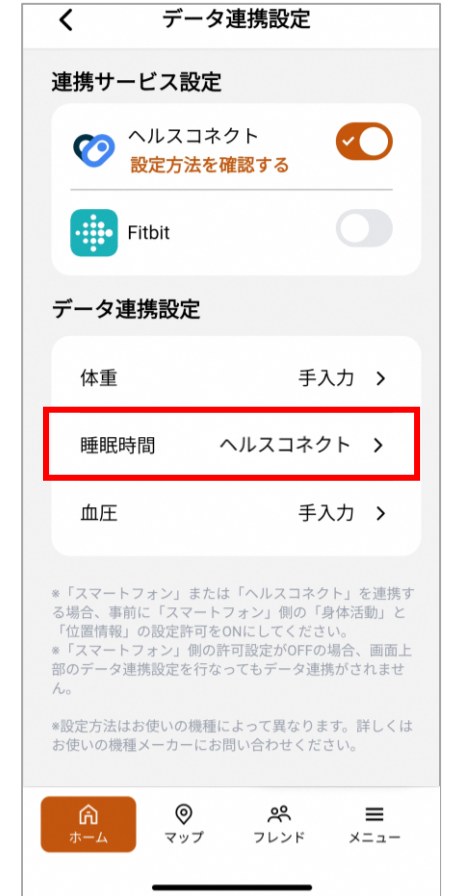 データ連携設定
連携サービス設定
ヘルスコネクト
設定方法を確認する
Fitbit
データ連携設定
体重 手入力
睡眠時間 ヘルスコネクト
血圧 手入力
※「スマートフォン」または「ヘルスコネクト」を連携す
る場合、事前に「スマートフォン」側の「身体活動」と
「位置情報」の設定許可をONにしてください。
※「スマートフォン」側の許可設定がOFFの場合、画面上
部のデータ連携設定を行なってもデータ連携がされませ
ん。
※設定方法はお使いの機種によって異なります。詳しくは
お使いの機種メーカーにお問い合わせください。
ホーム マップ フレンド メニュー